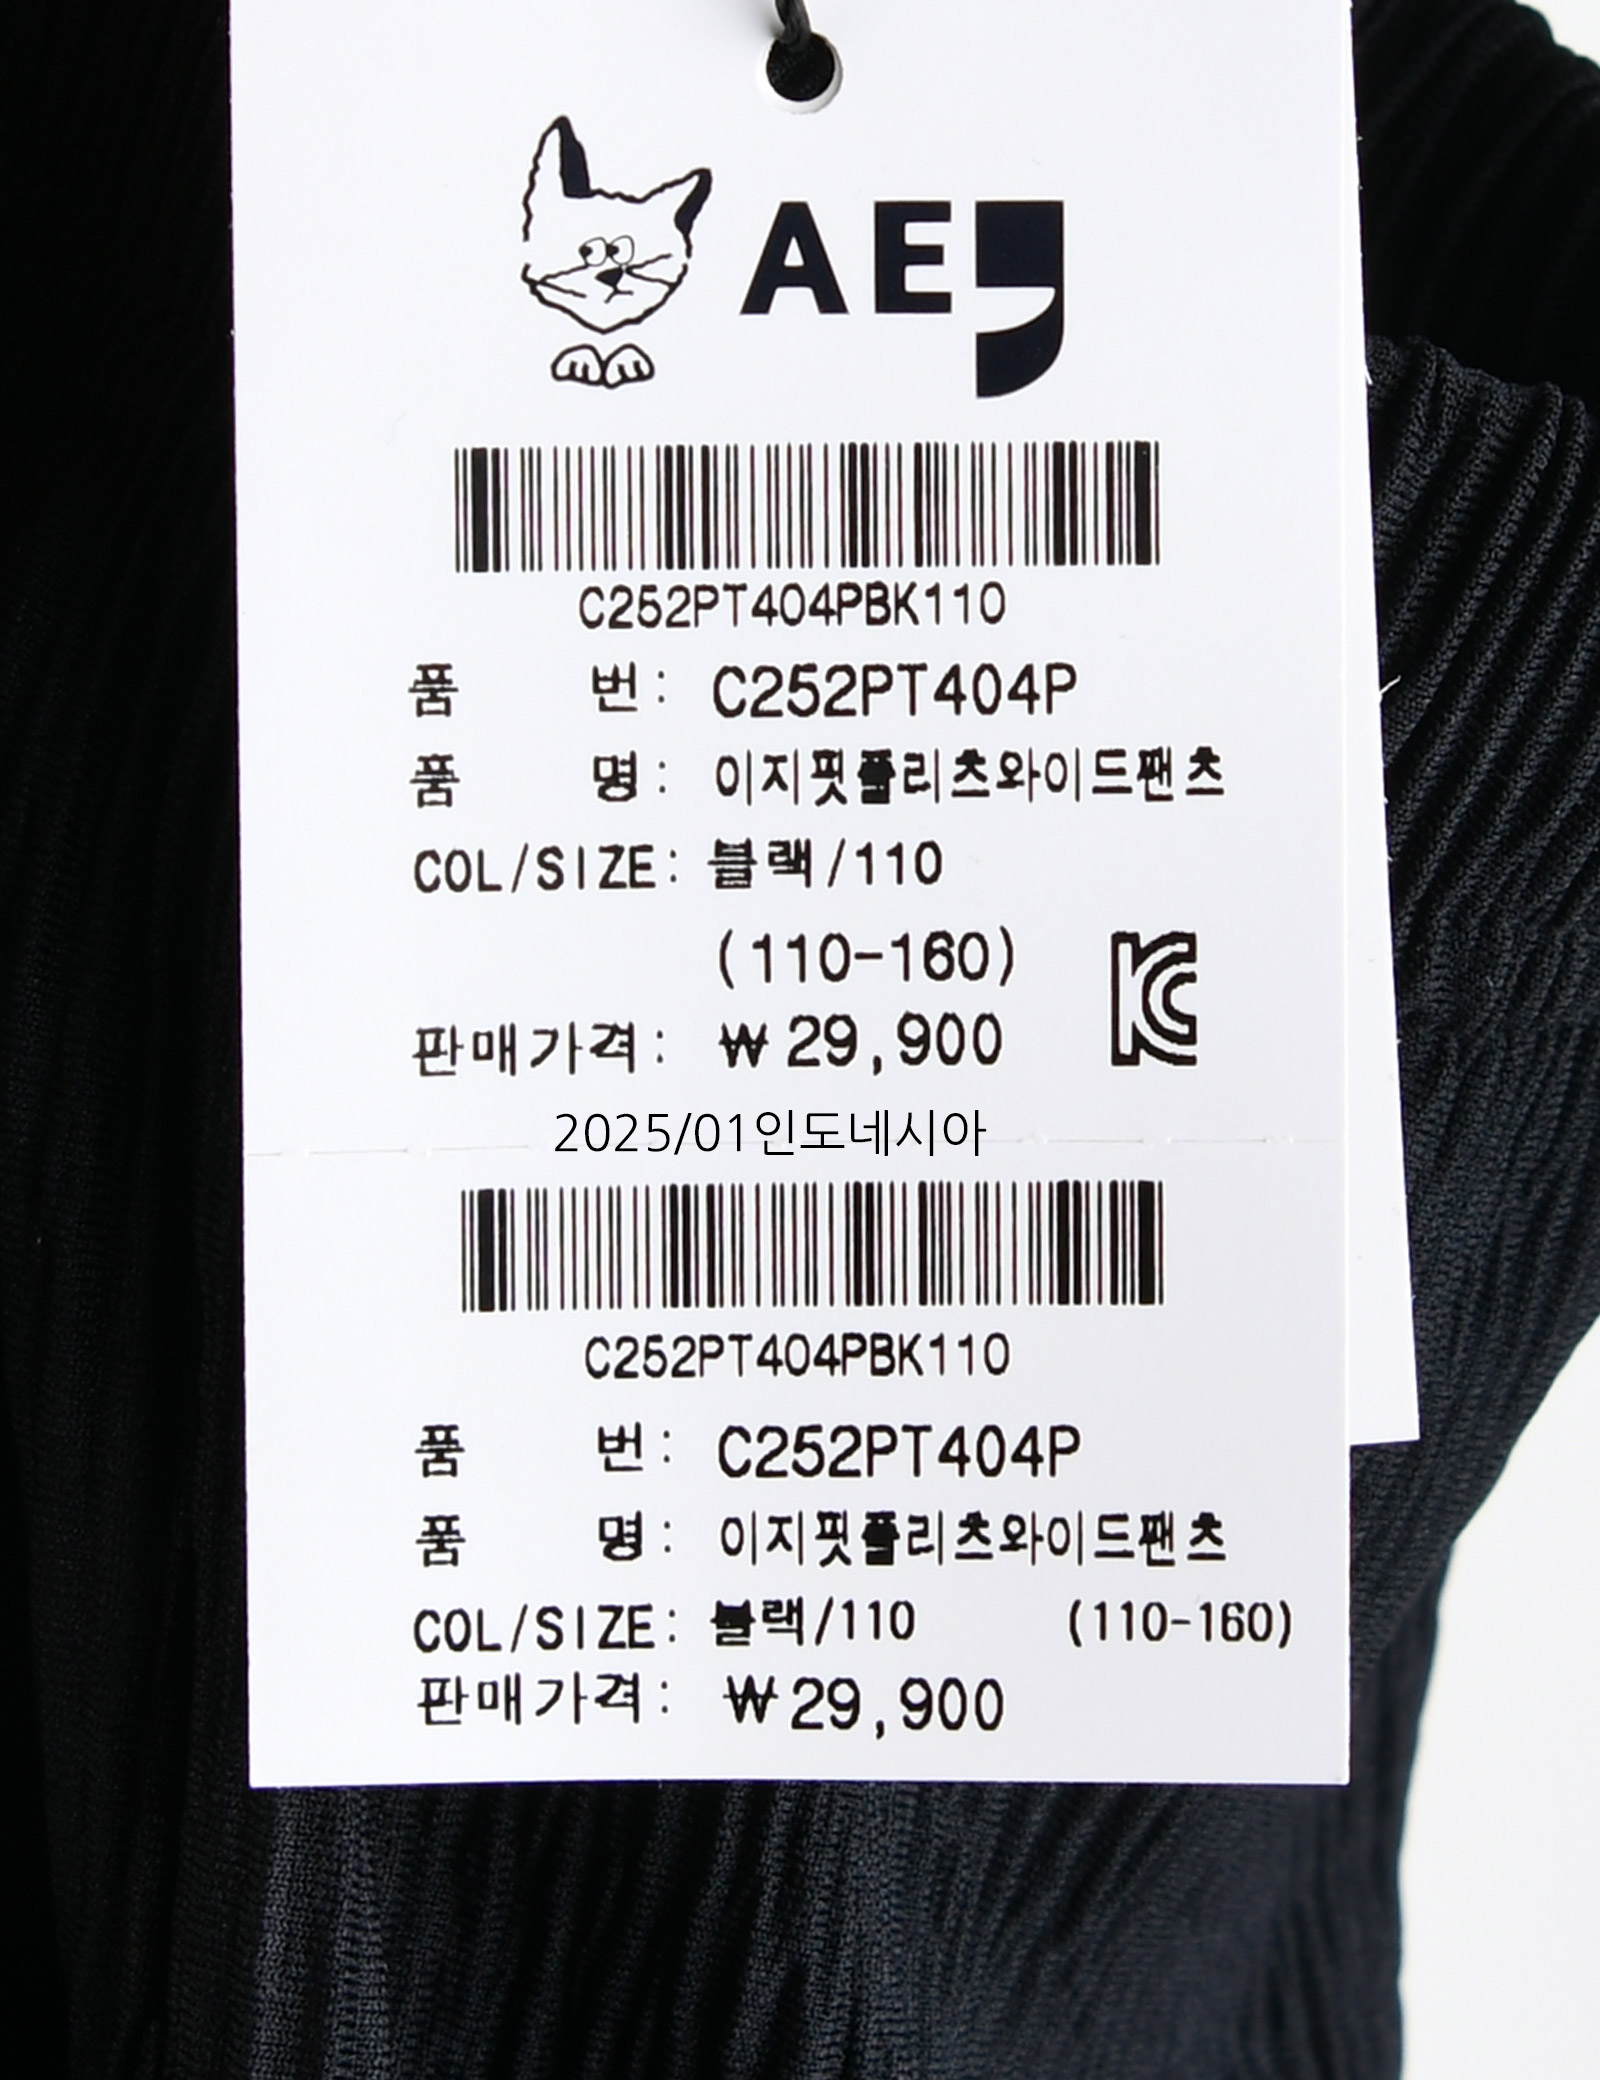 AE
C252PT404PBK110
품 번: C252PT404P
품 명: 이지핏플리츠와이드팬츠
COL/SIZE: 블랙/110
(110-160)
판매가격: ₩29,900
2025/01인도네시아
C252PT404PBK110
품 번: C252PT404P
품 명: 이지핏플리츠와이드팬츠
COL/SIZE: 블랙/110 (110-160)
판매가격: ₩29,900